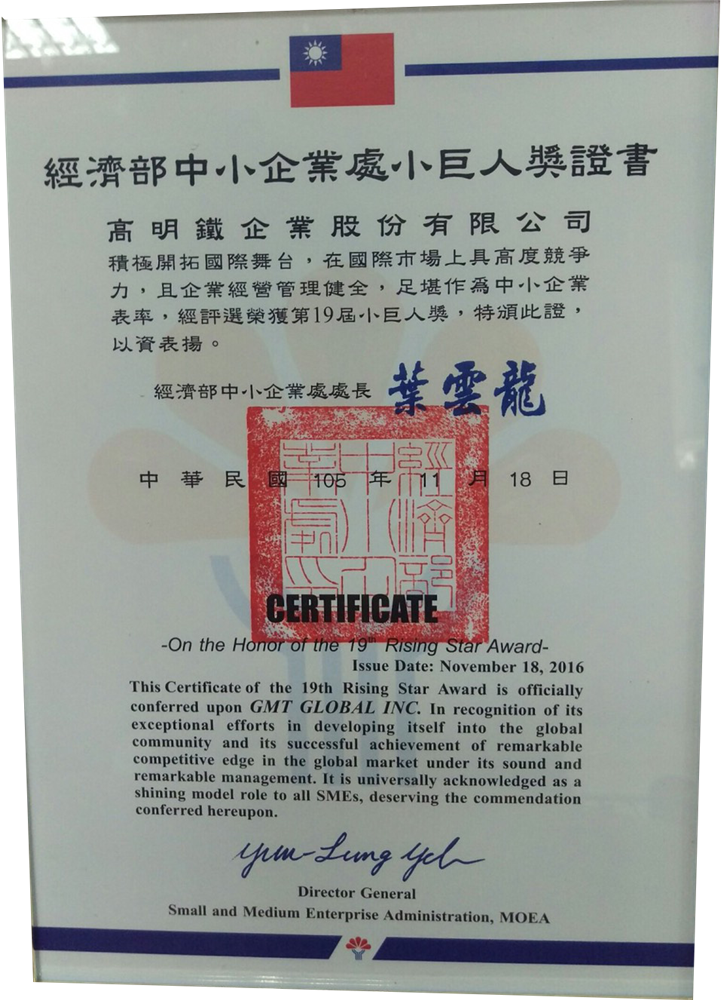 經濟部中小企業處小巨人獎證書
高明鐵企業股份有限公司
積極開拓國際舞台，在國際市場上具高度競爭
力，且企業經營管理健全，足堪作為中小企業
表率，經評選榮獲第19屆小巨人獎，特頒此證，
以資表揚。
經濟部中小企業處處長 葉雲龍
中華民國 105 年 11 月 18 日
CERTIFICATE
-On the Honor of the 19th Rising Star Award-
Issue Date: November 18, 2016
This Certificate of the 19th Rising Star Award is officially
conferred upon GMT GLOBAL INC. In recognition of its
exceptional efforts in developing itself into the global
community and its successful achievement of remarkable
competitive edge in the global market under its sound and
remarkable management. It is universally acknowledged as a
shining model role to all SMEs, deserving the commendation
conferred hereupon.
Yun-Lung Yeh
Director General
Small and Medium Enterprise Administration, MOEA